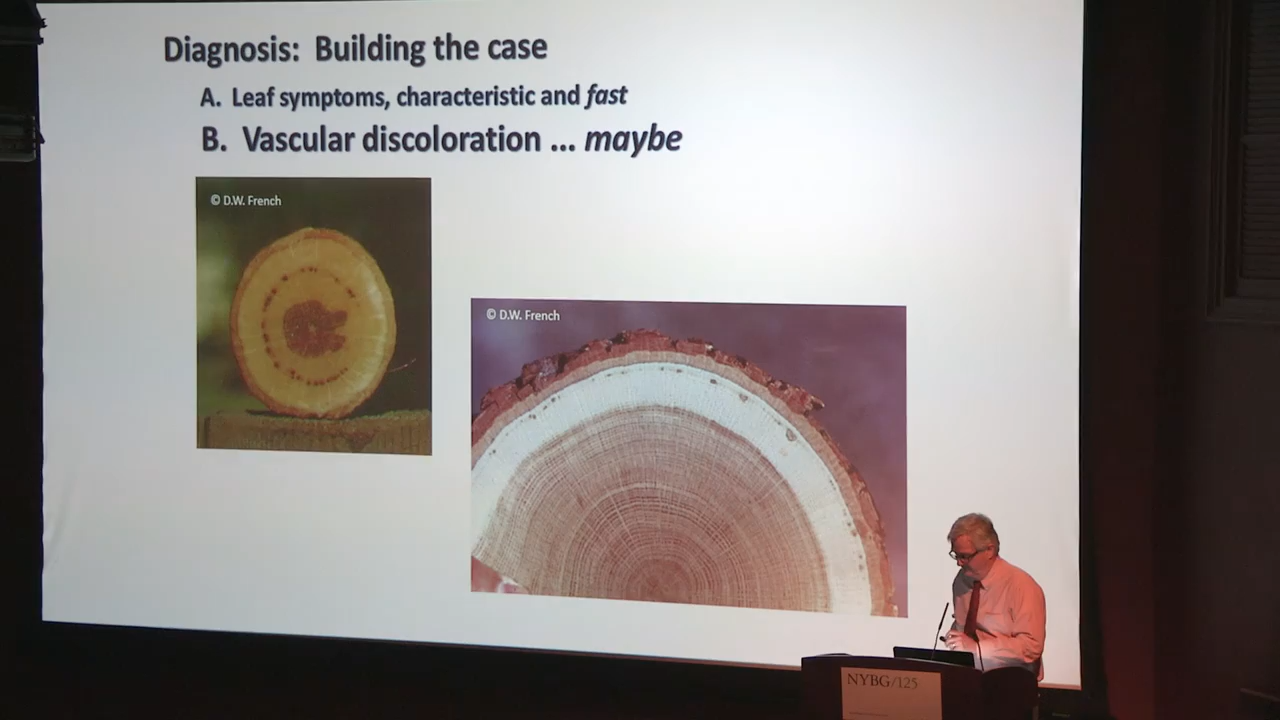 Diagnosis: Building the case
A. Leaf symptoms, characteristic and fast
B. Vascular discoloration ... maybe
© D.W. French
© D.W. French
NYBG/125